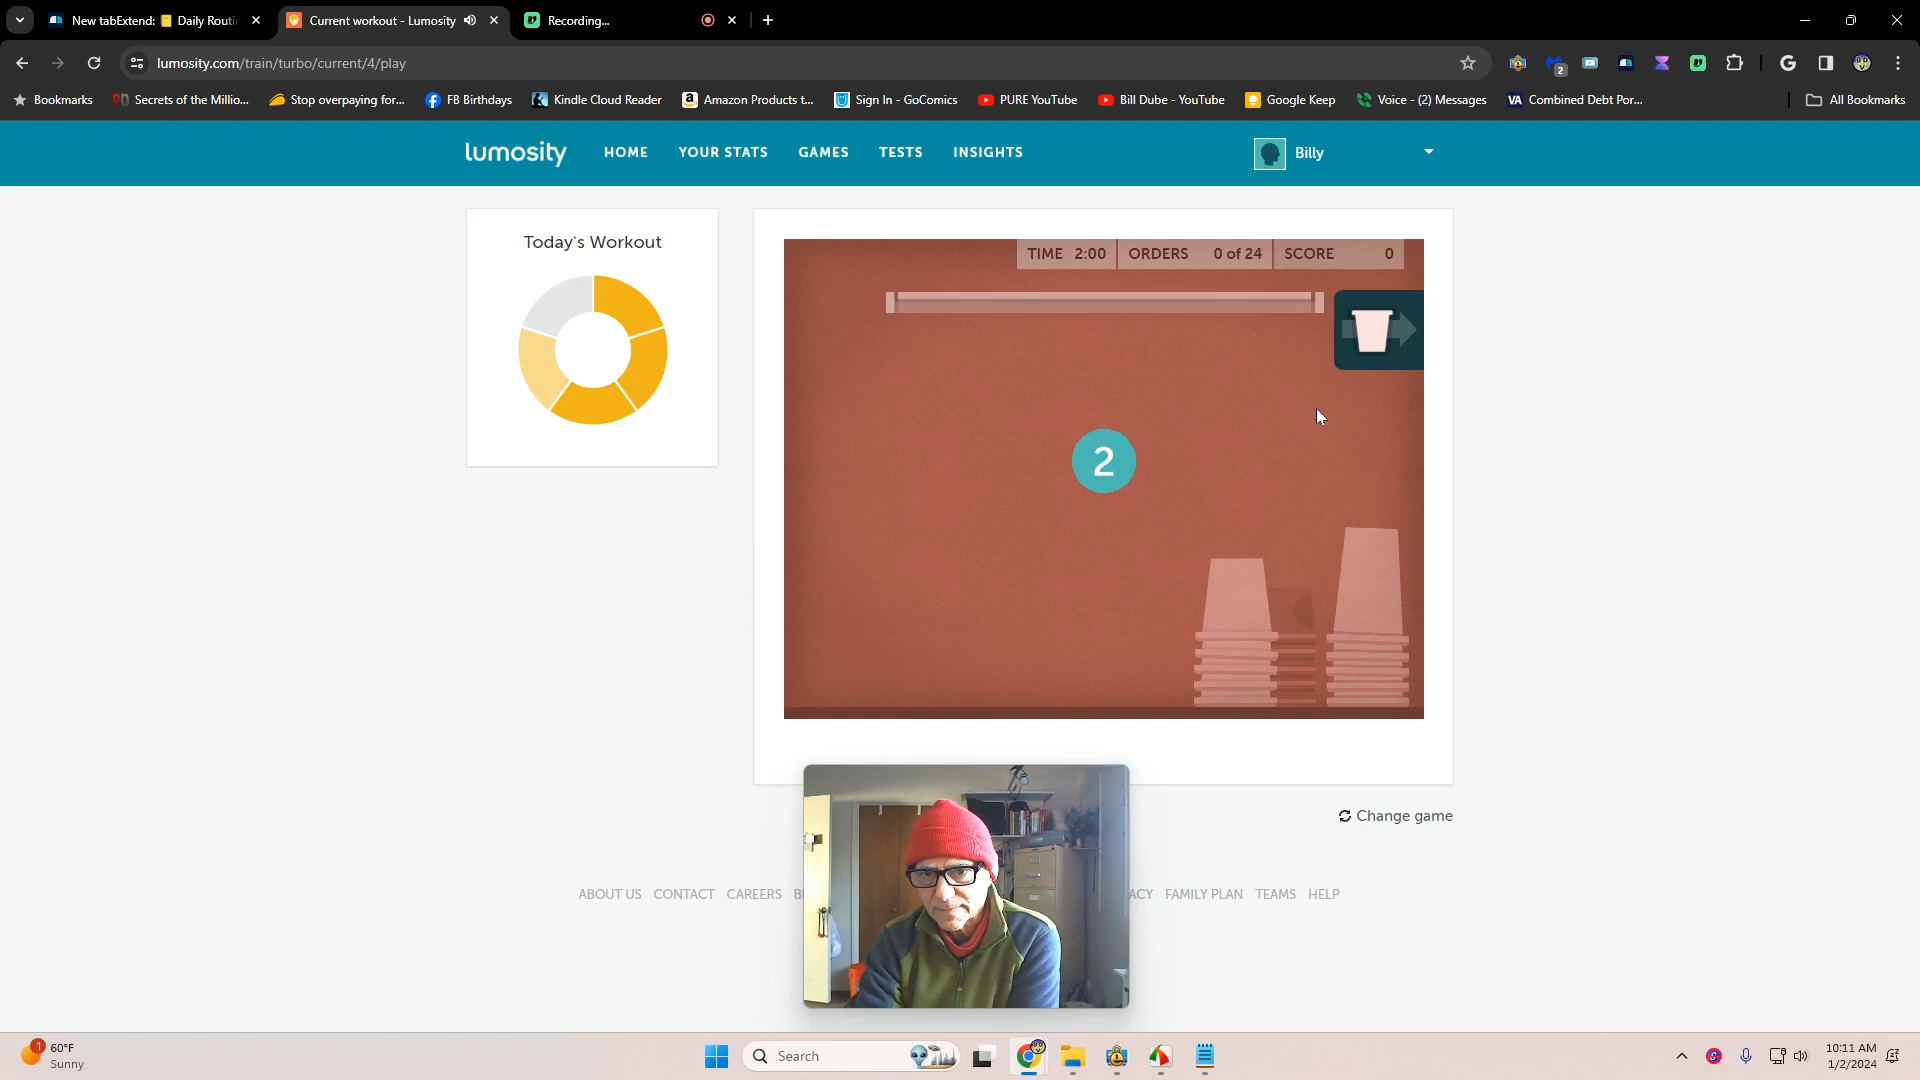 New tabExtend: Daily Routi
Current workout - Lumosity
Recording...
lumosity.com/train/turbo/current/4/play
2
Bookmarks
Secrets of the Millio...
Stop overpaying for...
FB Birthdays
Kindle Cloud Reader
Amazon Products t...
Sign In - GoComics
PURE YouTube
Bill Dube - YouTube
Google Keep
Voice - (2) Messages
VA Combined Debt Por...
All Bookmarks
lumosity
HOME
YOUR STATS
GAMES
TESTS
INSIGHTS
Billy
Today's Workout
TIME 2:00
ORDERS 0 of 24
SCORE 0
2
Change game
ABOUT US CONTACT CAREERS B
ACY FAMILY PLAN TEAMS HELP
1
60°F
Sunny
Search
10:11 AM
1/2/2024